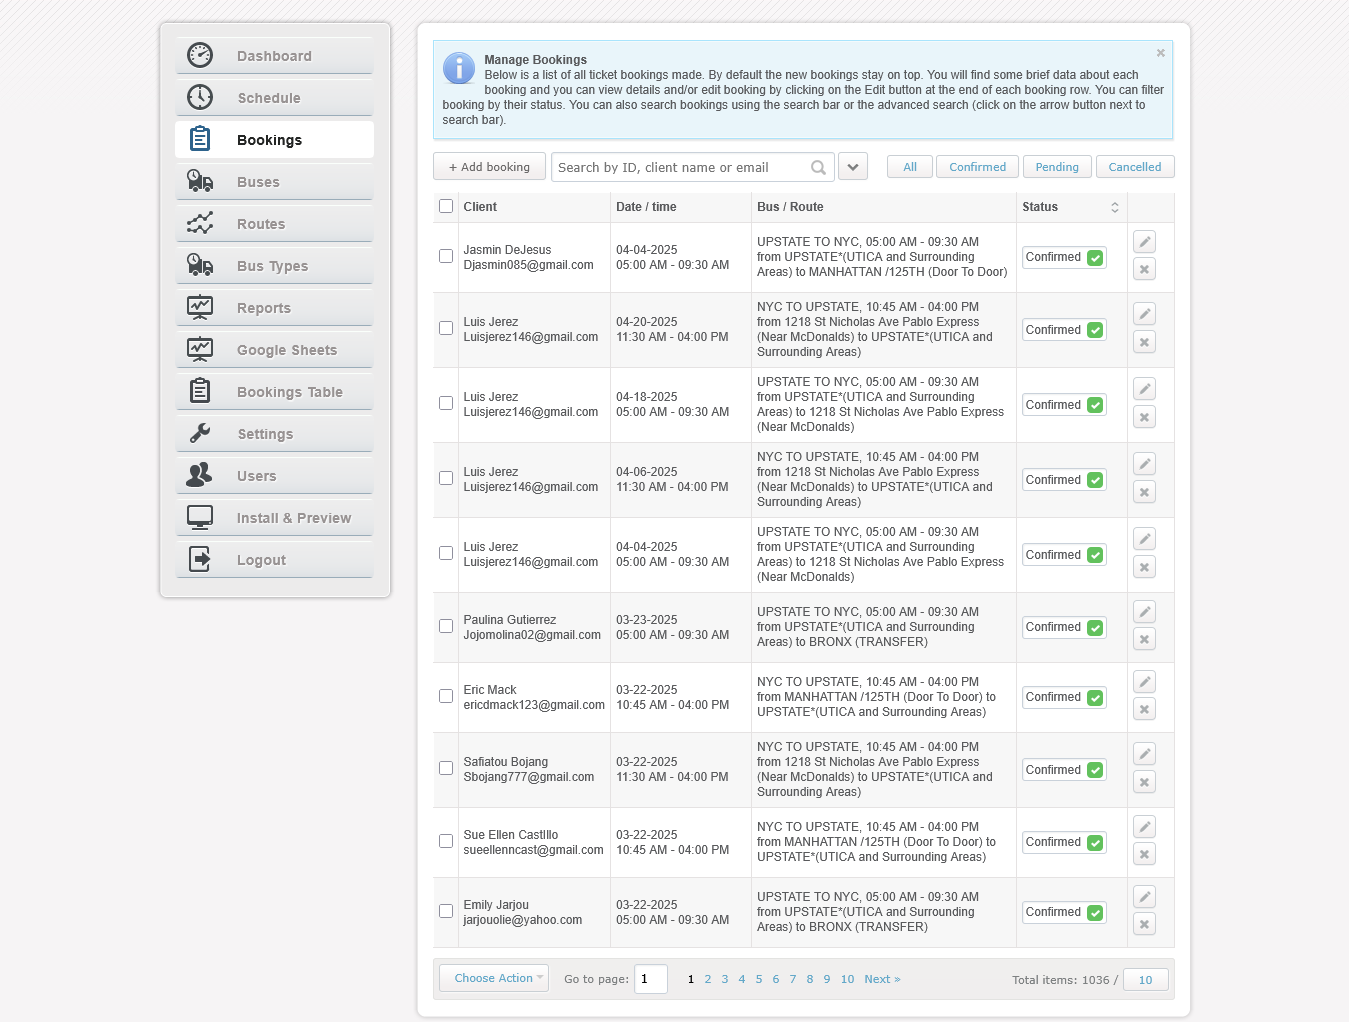 Dashboard
Schedule
Bookings
Buses
Routes
Bus Types
Reports
Google Sheets
Bookings Table
Settings
Users
Install & Preview
Logout
Manage Bookings
Below is a list of all ticket bookings made. By default the new bookings stay on top. You will find some brief data about each
booking and you can view details and/or edit booking by clicking on the Edit button at the end of each booking row. You can filter
booking by their status. You can also search bookings using the search bar or the advanced search (click on the arrow button next to
search bar).
+ Add booking
Search by ID, client name or email
All
Confirmed
Pending
Cancelled
Client
Date / time
Bus / Route
Status
Jasmin DeJesus
Djasmin085@gmail.com
04-04-2025
05:00 AM - 09:30 AM
UPSTATE TO NYC, 05:00 AM - 09:30 AM
from UPSTATE*(UTICA and Surrounding
Areas) to MANHATTAN /125TH (Door To Door)
Confirmed
Luis Jerez
Luisjerez146@gmail.com
04-20-2025
11:30 AM - 04:00 PM
NYC TO UPSTATE, 10:45 AM - 04:00 PM
from 1218 St Nicholas Ave Pablo Express
(Near McDonalds) to UPSTATE*(UTICA and
Surrounding Areas)
Confirmed
Luis Jerez
Luisjerez146@gmail.com
04-18-2025
05:00 AM - 09:30 AM
UPSTATE TO NYC, 05:00 AM - 09:30 AM
from UPSTATE*(UTICA and Surrounding
Areas) to 1218 St Nicholas Ave Pablo Express
(Near McDonalds)
Confirmed
Luis Jerez
Luisjerez146@gmail.com
04-06-2025
11:30 AM - 04:00 PM
NYC TO UPSTATE, 10:45 AM - 04:00 PM
from 1218 St Nicholas Ave Pablo Express
(Near McDonalds) to UPSTATE*(UTICA and
Surrounding Areas)
Confirmed
Luis Jerez
Luisjerez146@gmail.com
04-04-2025
05:00 AM - 09:30 AM
UPSTATE TO NYC, 05:00 AM - 09:30 AM
from UPSTATE*(UTICA and Surrounding
Areas) to 1218 St Nicholas Ave Pablo Express
(Near McDonalds)
Confirmed
Paulina Gutierrez
Jojomolina02@gmail.com
03-23-2025
05:00 AM - 09:30 AM
UPSTATE TO NYC, 05:00 AM - 09:30 AM
from UPSTATE*(UTICA and Surrounding
Areas) to BRONX (TRANSFER)
Confirmed
Eric Mack
ericdmack123@gmail.com
03-22-2025
10:45 AM - 04:00 PM
NYC TO UPSTATE, 10:45 AM - 04:00 PM
from MANHATTAN /125TH (Door To Door) to
UPSTATE*(UTICA and Surrounding Areas)
Confirmed
Safiatou Bojang
Sbojang777@gmail.com
03-22-2025
11:30 AM - 04:00 PM
NYC TO UPSTATE, 10:45 AM - 04:00 PM
from 1218 St Nicholas Ave Pablo Express
(Near McDonalds) to UPSTATE*(UTICA and
Surrounding Areas)
Confirmed
Sue Ellen Castlllo
sueellenncast@gmail.com
03-22-2025
10:45 AM - 04:00 PM
NYC TO UPSTATE, 10:45 AM - 04:00 PM
from MANHATTAN /125TH (Door To Door) to
UPSTATE*(UTICA and Surrounding Areas)
Confirmed
Emily Jarjou
jarjouolie@yahoo.com
03-22-2025
05:00 AM - 09:30 AM
UPSTATE TO NYC, 05:00 AM - 09:30 AM
from UPSTATE*(UTICA and Surrounding
Areas) to BRONX (TRANSFER)
Confirmed
Choose Action
Go to page: 1
1 2 3 4 5 6 7 8 9 10 Next »
Total items: 1036 / 10